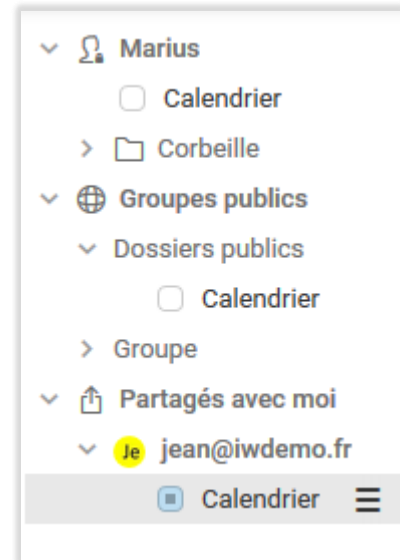 Marius
Calendrier
Corbeille
Groupes publics
Dossiers publics
Calendrier
Groupe
Partagés avec moi
Je jean@iwdemo.fr
Calendrier